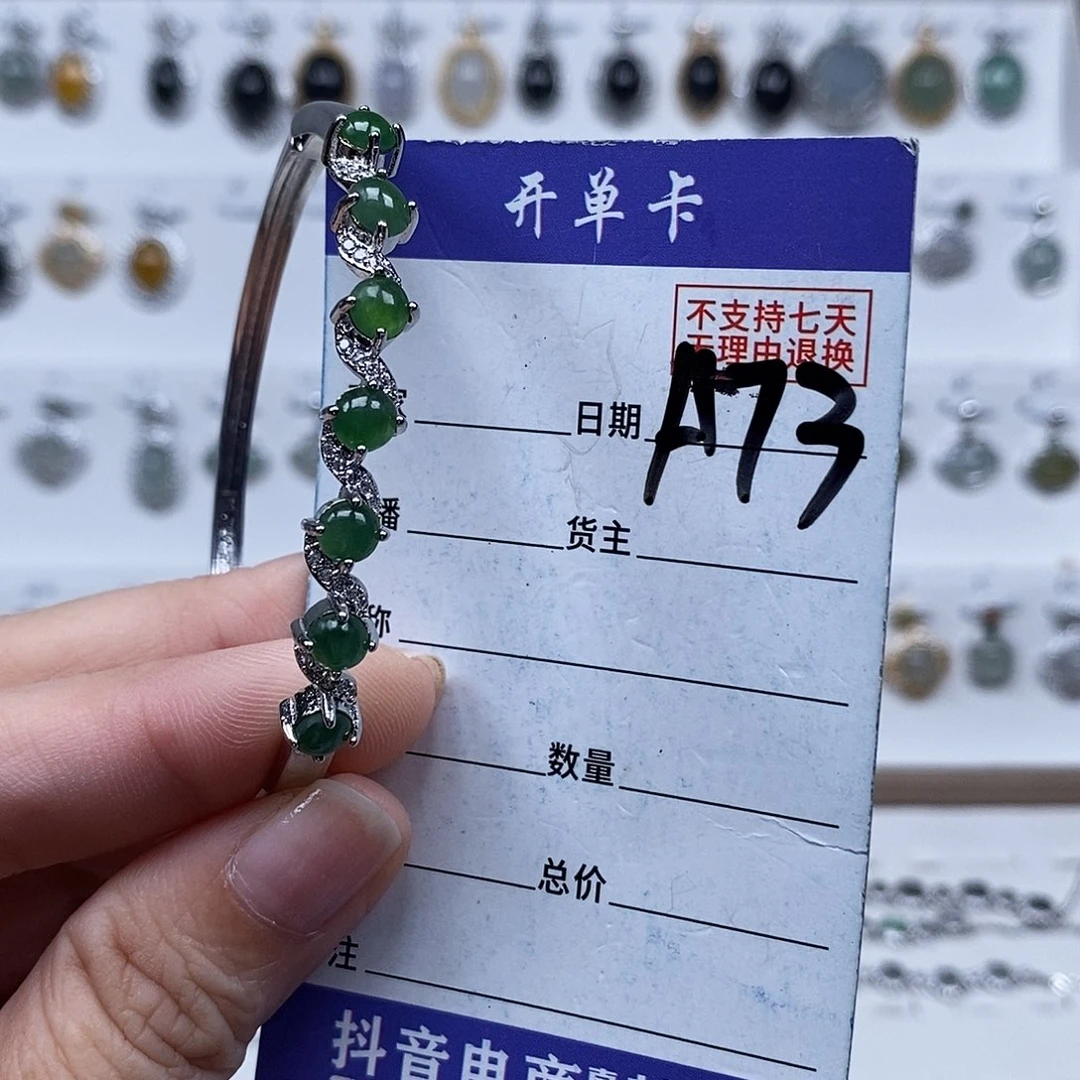 开单卡
不支持七天
无理由退换
日期 A73
播 货主
称
数量
总价
注
抖音电商